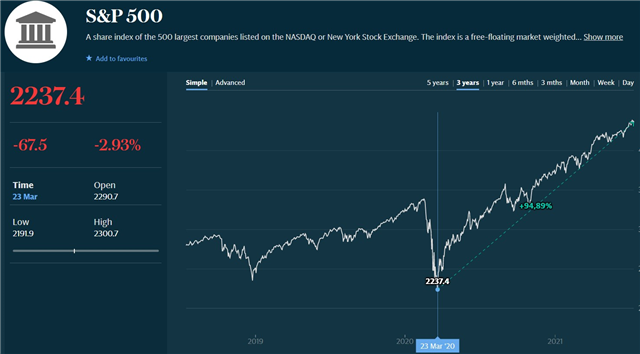 S&P 500
A share index of the 500 largest companies listed on the NASDAQ or New York Stock Exchange. The index is a free-floating market weighted... Show more
★ Add to favourites
2237.4
-67.5 -2.93%
Time Open
23 Mar 2290.7
Low High
2191.9 2300.7
Simple | Advanced 5 years | 3 years | 1 year | 6 mths | 3 mths | Month | Week | Day
+94,89%
2237.4
2019 2020 2021
23 Mar '20